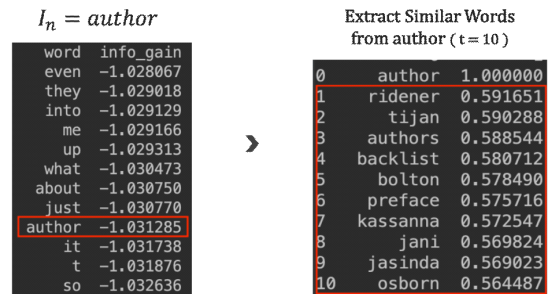 Iₙ = author
word info_gain
even -1.028067
they -1.029018
into -1.029129
me -1.029166
up -1.029313
what -1.030473
about -1.030750
just -1.030770
author -1.031285
it -1.031738
t -1.031876
so -1.032636
›
Extract Similar Words
from author ( t = 10 )
0 author 1.000000
1 ridener 0.591651
2 tijan 0.590288
3 authors 0.588544
4 backlist 0.580712
5 bolton 0.578490
6 preface 0.575716
7 kassanna 0.572547
8 jani 0.569824
9 jasinda 0.569023
10 osborn 0.564487